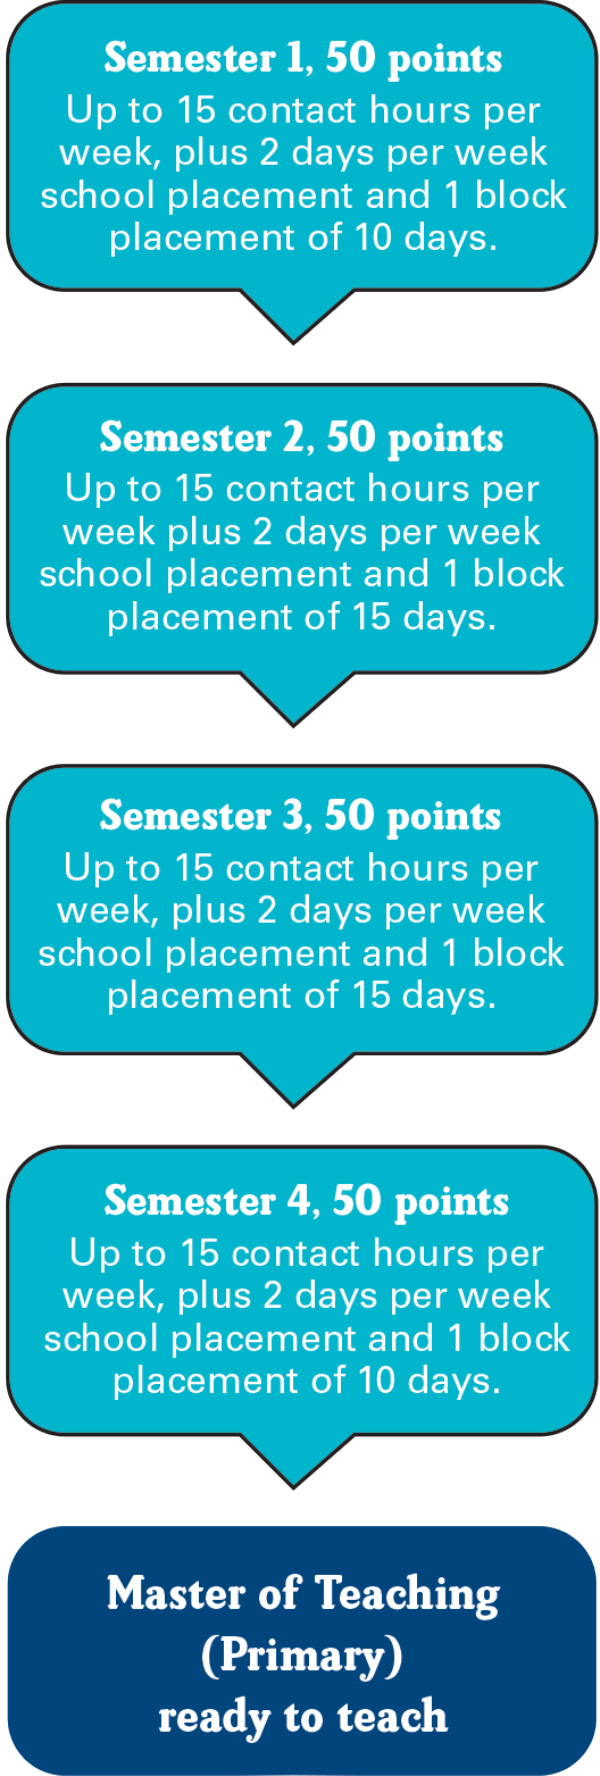 Semester 1, 50 points
Up to 15 contact hours per
week, plus 2 days per week
school placement and 1 block
placement of 10 days.
Semester 2, 50 points
Up to 15 contact hours per
week plus 2 days per week
school placement and 1 block
placement of 15 days.
Semester 3, 50 points
Up to 15 contact hours per
week, plus 2 days per week
school placement and 1 block
placement of 15 days.
Semester 4, 50 points
Up to 15 contact hours per
week, plus 2 days per week
school placement and 1 block
placement of 10 days.
Master of Teaching
(Primary)
ready to teach